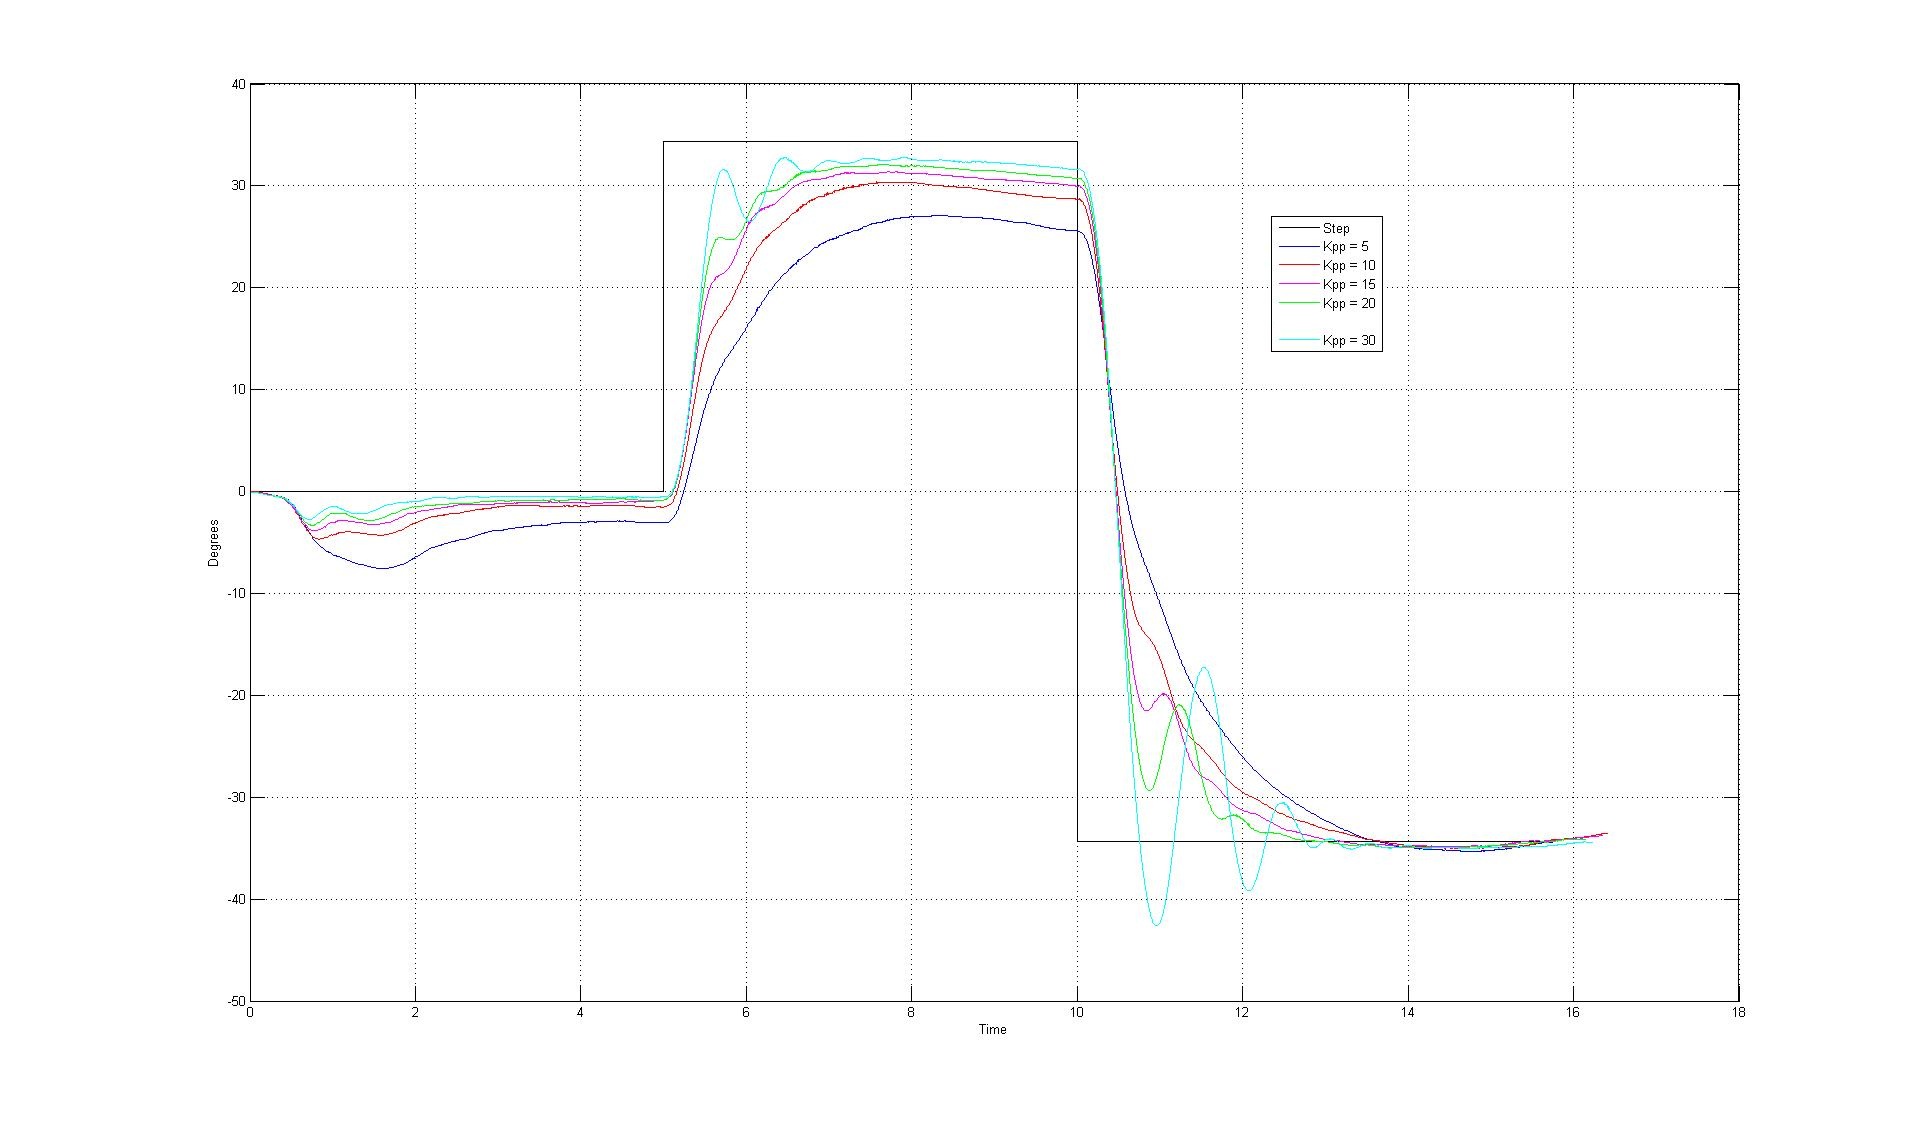 40
30
20
10
0
-10
-20
-30
-40
-50
Degrees
Step
Kpp = 5
Kpp = 10
Kpp = 15
Kpp = 20
Kpp = 30
0 2 4 6 8 10 12 14 16 18
Time